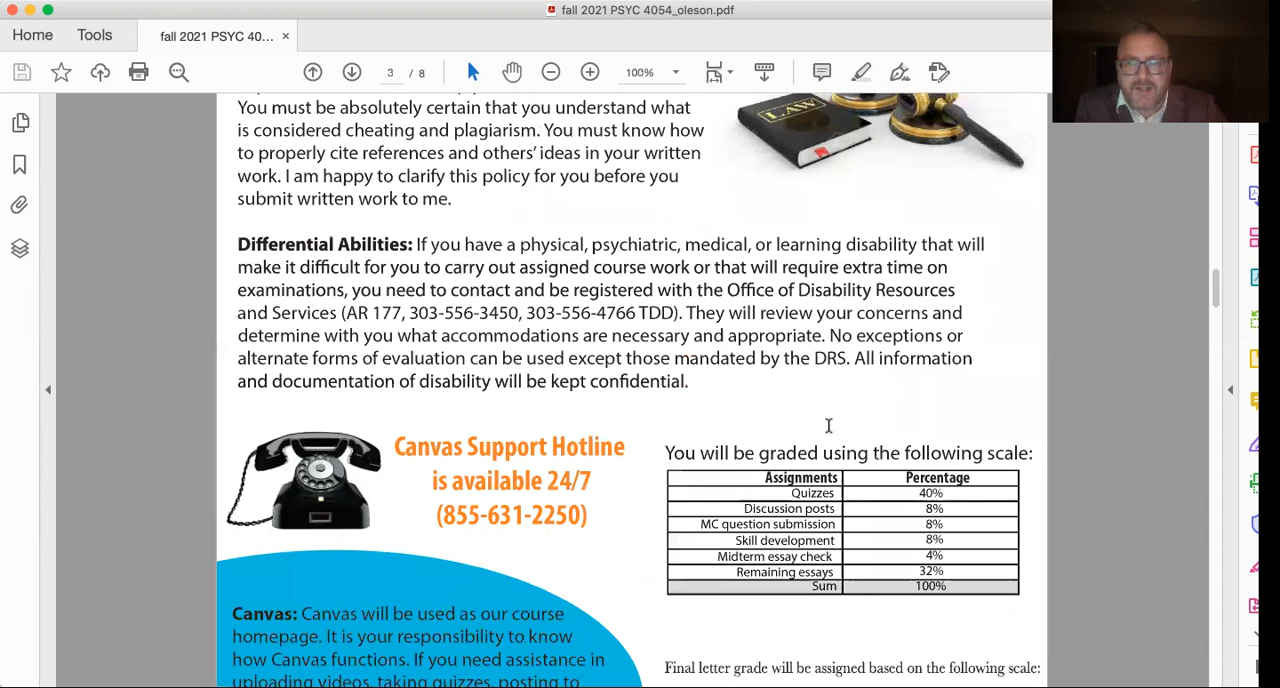 fall 2021 PSYC 4054_oleson.pdf
Home
Tools
fall 2021 PSYC 40... ×
3 / 8
100%
You must be absolutely certain that you understand what
is considered cheating and plagiarism. You must know how
to properly cite references and others' ideas in your written
work. I am happy to clarify this policy for you before you
submit written work to me.
LAW
Differential Abilities: If you have a physical, psychiatric, medical, or learning disability that will
make it difficult for you to carry out assigned course work or that will require extra time on
examinations, you need to contact and be registered with the Office of Disability Resources
and Services (AR 177, 303-556-3450, 303-556-4766 TDD). They will review your concerns and
determine with you what accommodations are necessary and appropriate. No exceptions or
alternate forms of evaluation can be used except those mandated by the DRS. All information
and documentation of disability will be kept confidential.
Canvas Support Hotline
is available 24/7
(855-631-2250)
You will be graded using the following scale:
Assignments Percentage
Quizzes 40%
Discussion posts 8%
MC question submission 8%
Skill development 8%
Midterm essay check 4%
Remaining essays 32%
Sum 100%
Canvas: Canvas will be used as our course
homepage. It is your responsibility to know
how Canvas functions. If you need assistance in
uploading videos, taking quizzes, posting to
Final letter grade will be assigned based on the following scale: